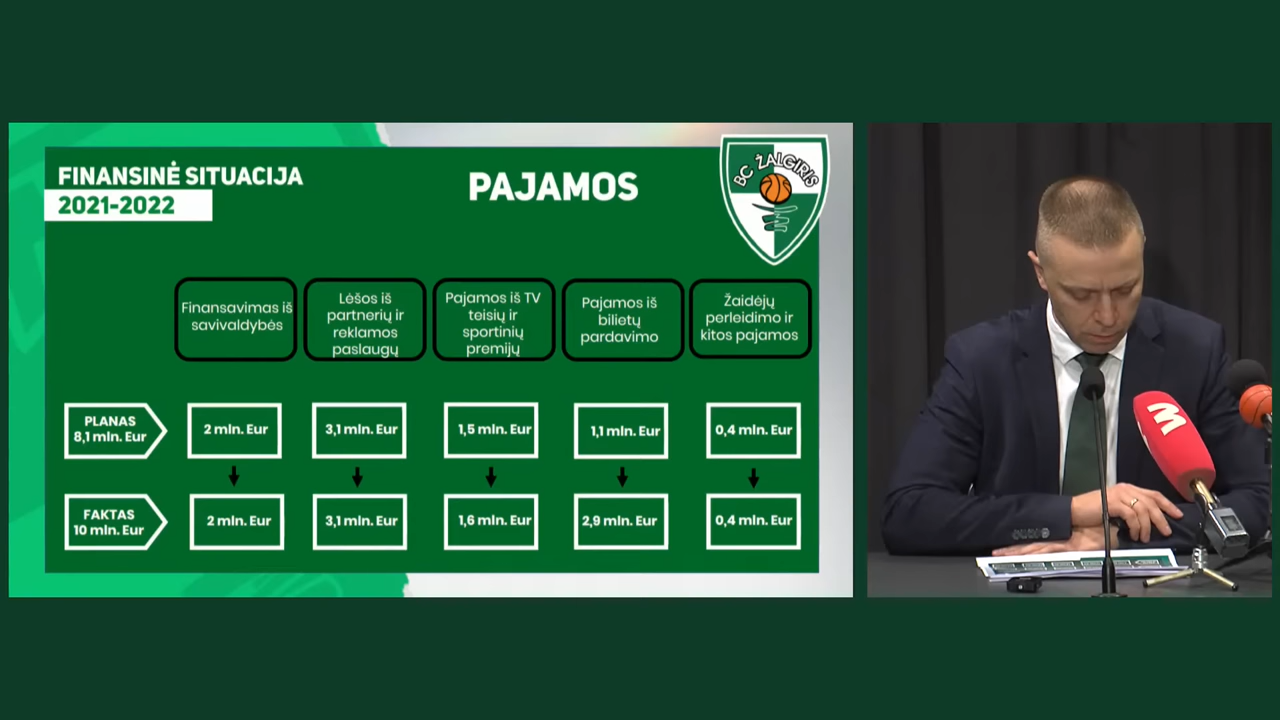 FINANSINĖ SITUACIJA
2021-2022
PAJAMOS
BC ŽALGIRIS
Finansavimas iš
savivaldybės
Lėšos iš
partnerių ir
reklamos
paslaugų
Pajamos iš TV
teisių ir
sportinių
premijų
Pajamos iš
bilietų
pardavimo
Žaidėjų
perleidimo ir
kitos pajamos
PLANAS
8,1 mln. Eur
2 mln. Eur
3,1 mln. Eur
1,5 mln. Eur
1,1 mln. Eur
0,4 mln. Eur
FAKTAS
10 mln. Eur
2 mln. Eur
3,1 mln. Eur
1,6 mln. Eur
2,9 mln. Eur
0,4 mln. Eur
M